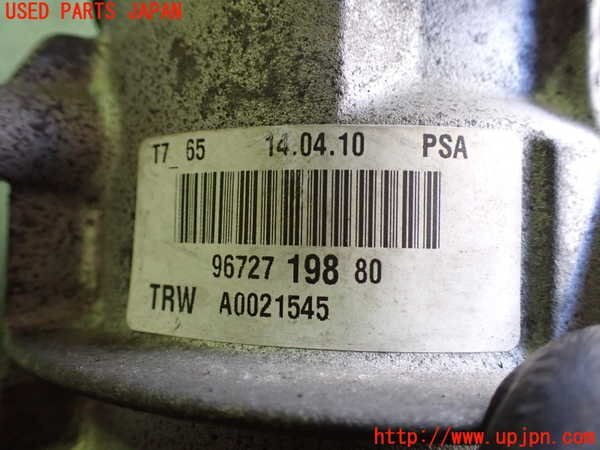 USED PARTS JAPAN
T7_65 14.04.10 PSA
96727 198 80
TRW A0021545
http://www.upjpn.com/